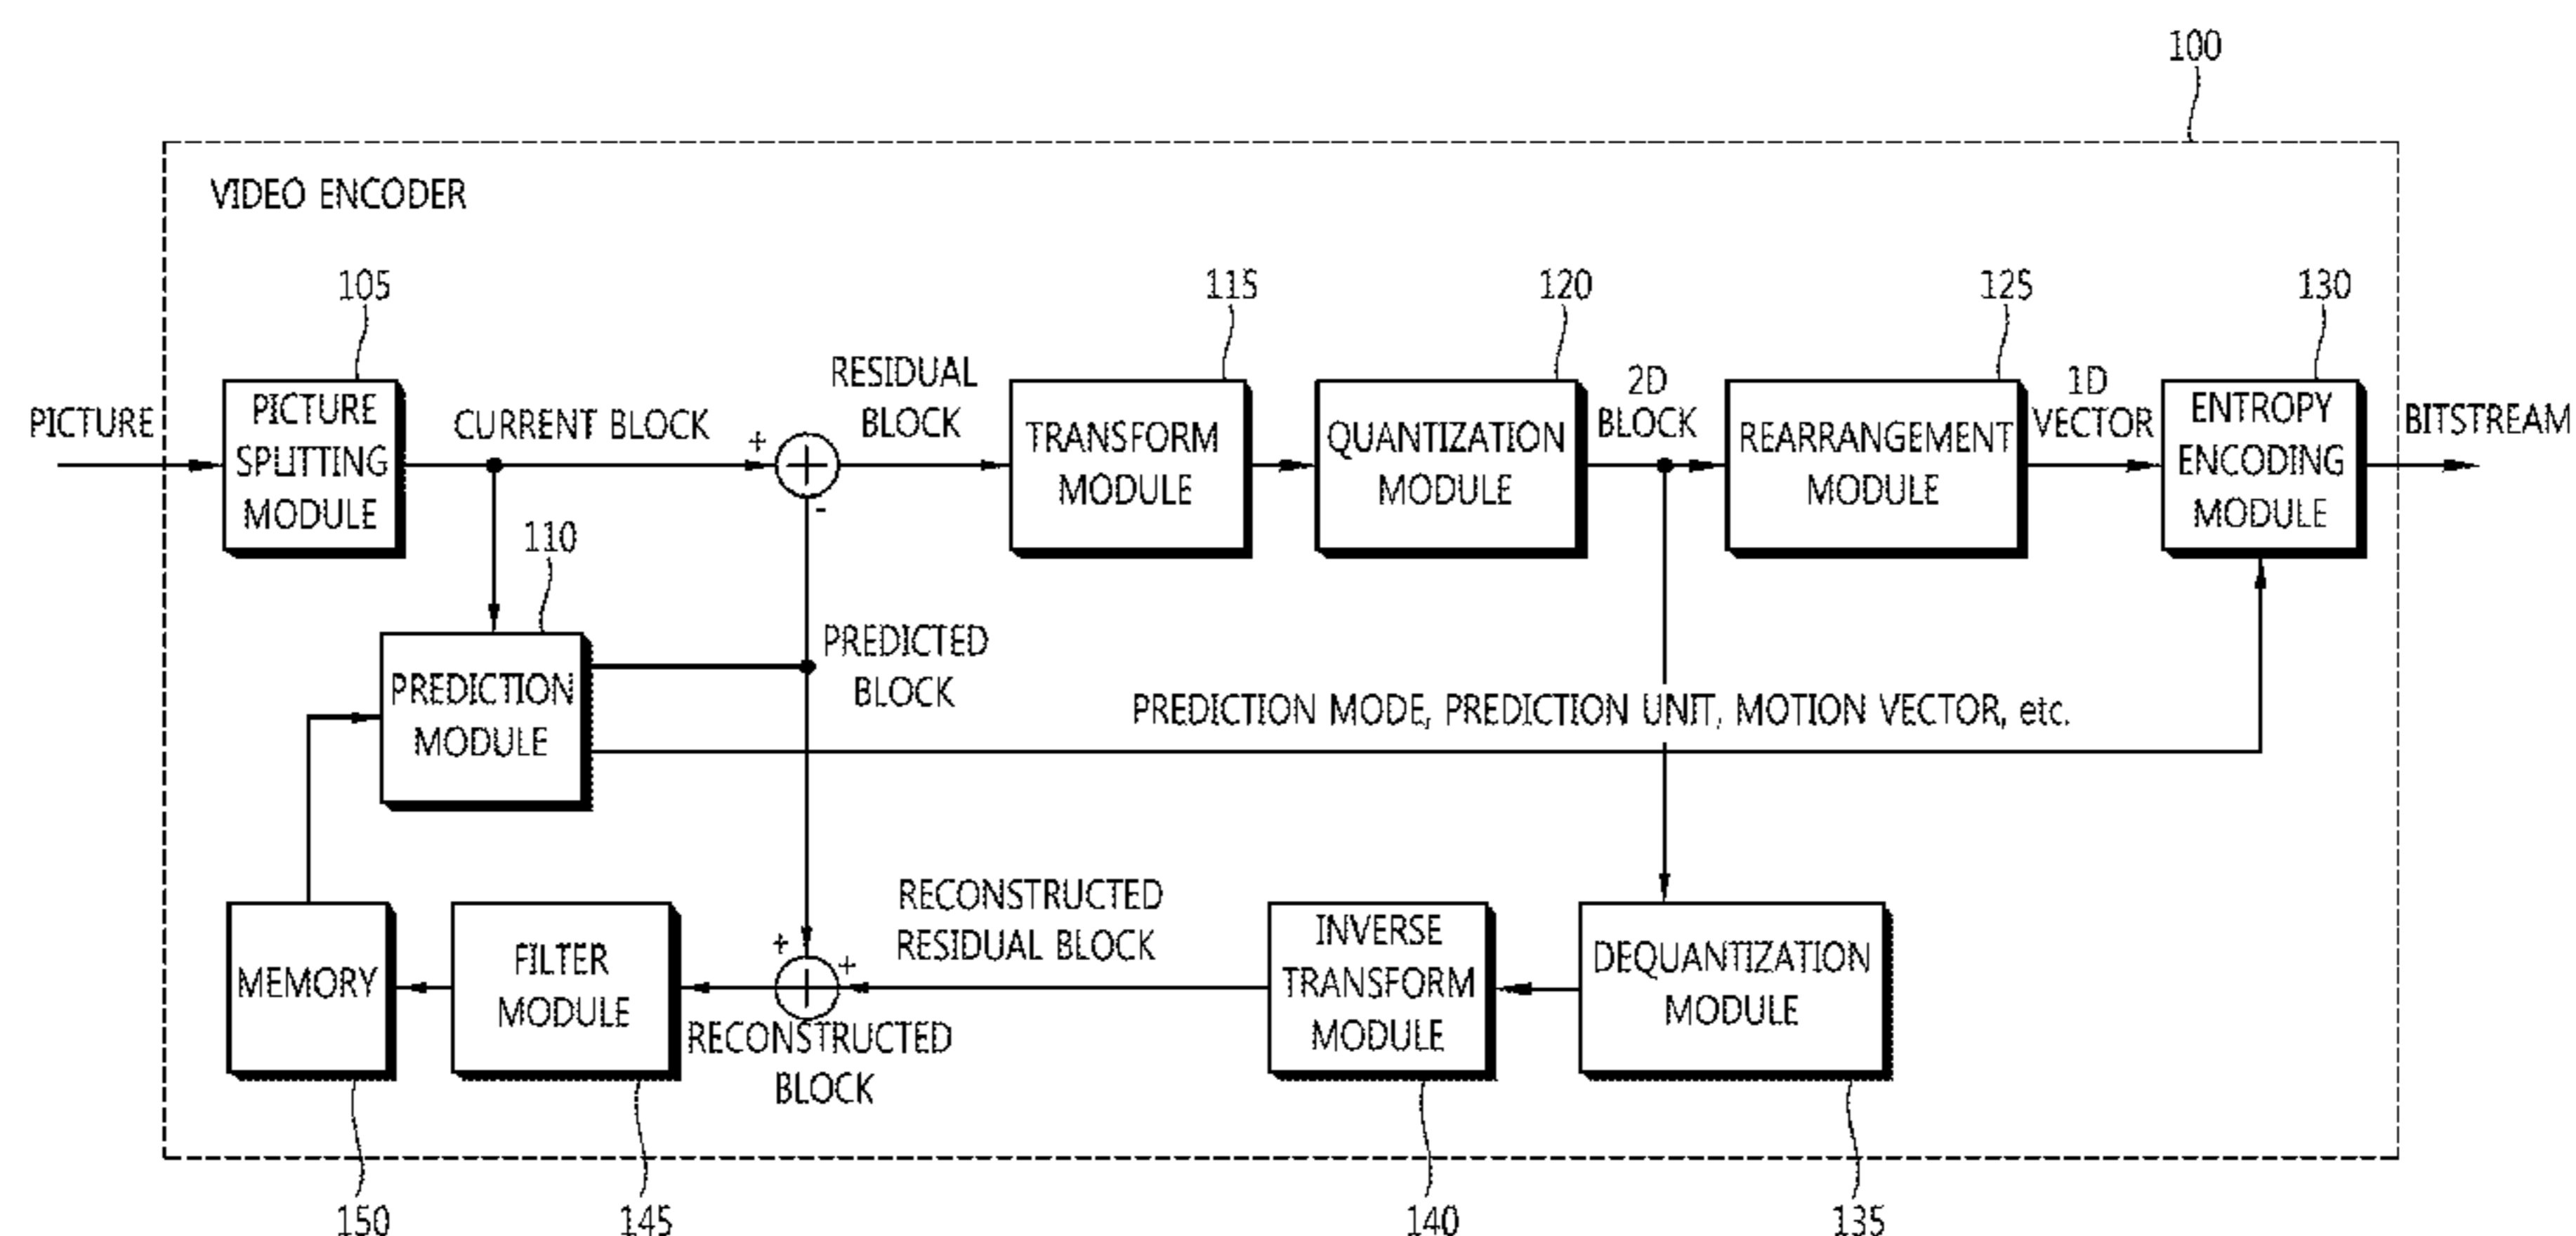 100
VIDEO ENCODER
105
115
120
125
130
PICTURE
PICTURE
SPLITTING
MODULE
CURRENT BLOCK
+
-
RESIDUAL
BLOCK
TRANSFORM
MODULE
QUANTIZATION
MODULE
2D
BLOCK
REARRANGEMENT
MODULE
1D
VECTOR
ENTROPY
ENCODING
MODULE
BITSTREAM
110
PREDICTION
MODULE
PREDICTED
BLOCK
PREDICTION MODE, PREDICTION UNIT, MOTION VECTOR, etc.
MEMORY
FILTER
MODULE
+
+
RECONSTRUCTED
BLOCK
RECONSTRUCTED
RESIDUAL BLOCK
INVERSE
TRANSFORM
MODULE
DEQUANTIZATION
MODULE
150
145
140
135